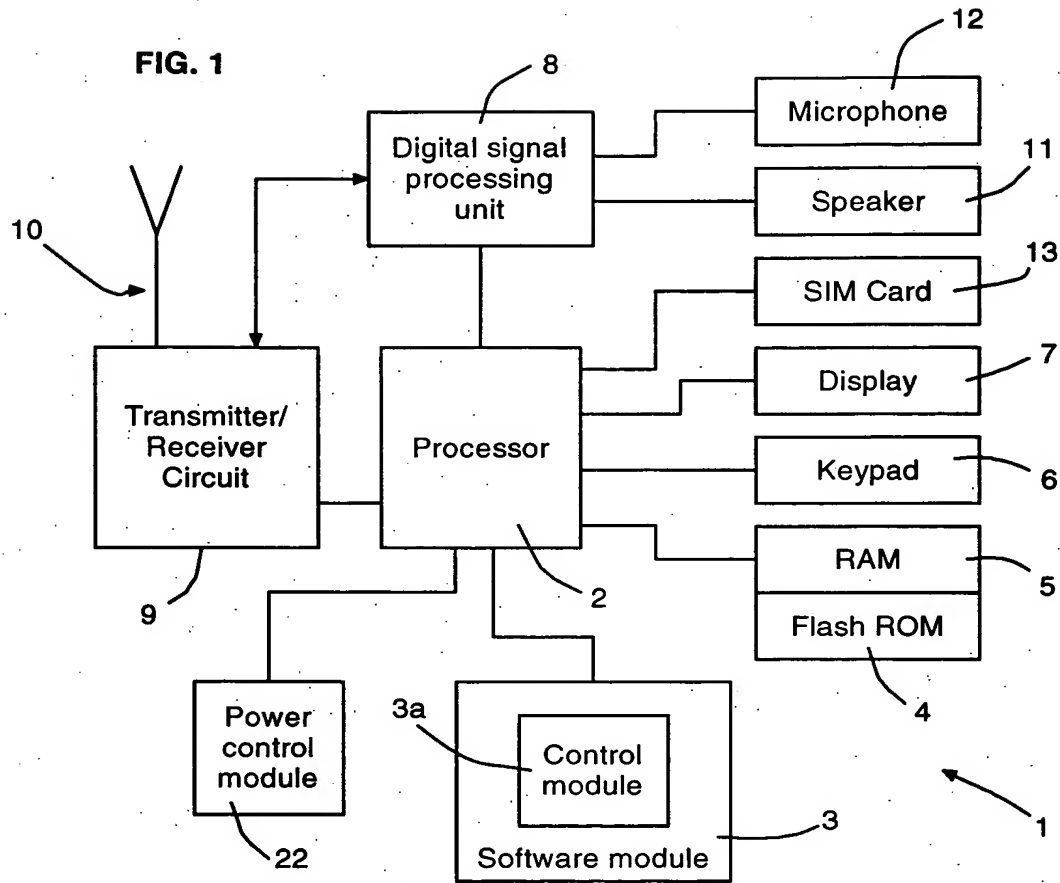 FIG. 1
12
8
Microphone
Digital signal
processing
unit
11
Speaker
10
13
SIM Card
7
Display
Transmitter/
Receiver
Circuit
Processor
Keypad
6
RAM
5
9
2
Flash ROM
4
Power
control
module
22
3a
Control
module
3
Software module
1